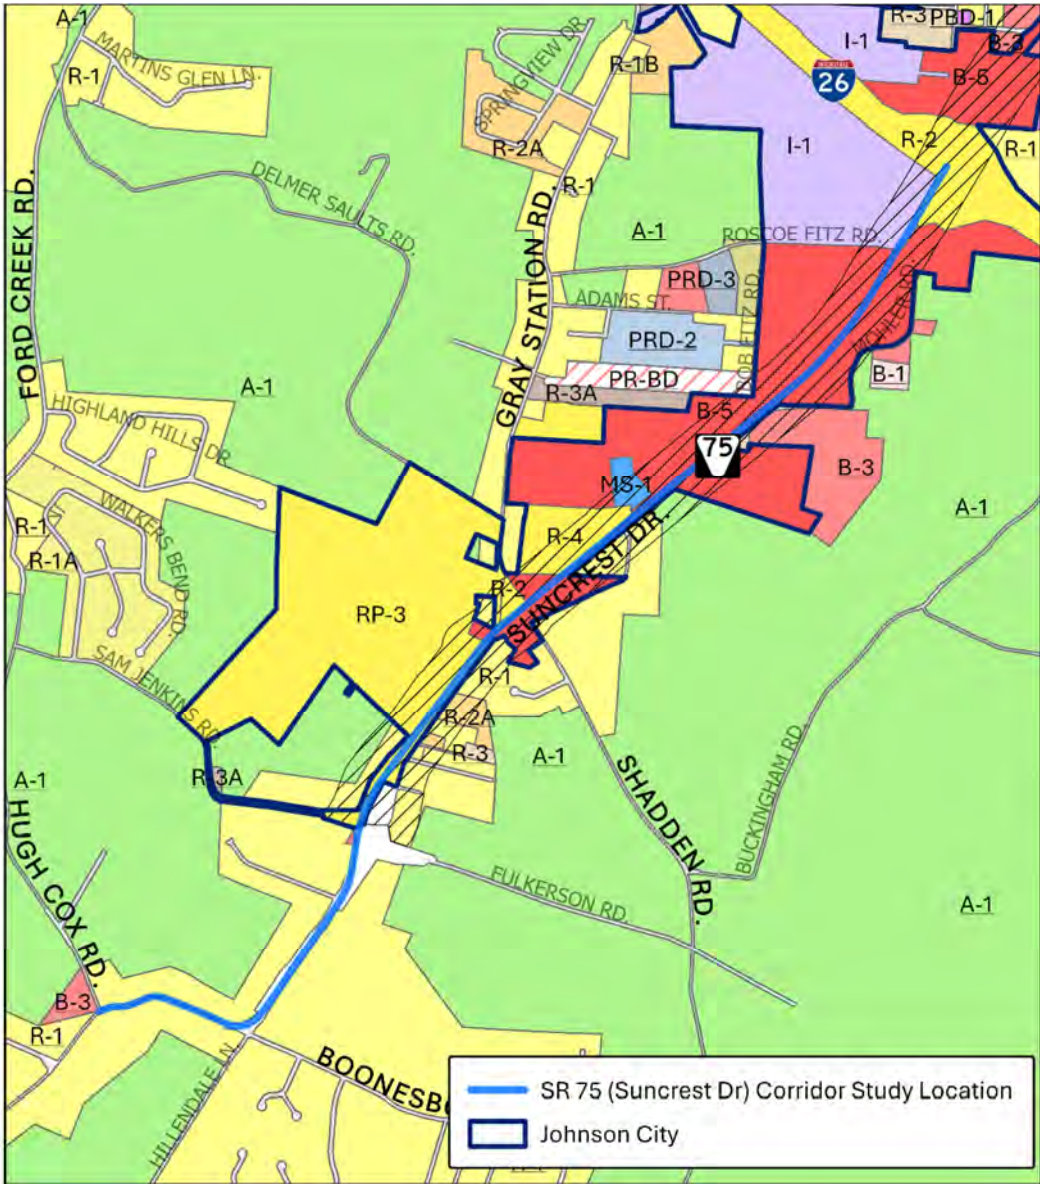 A-1
R-3
PBD-1
MARTINS GLEN LN.
SPRINGVIEW DR.
I-1
B-3
R-1
R-1B
26
B-5
R-2A
I-1
R-2
R-1
DELMER SAULTS RD.
R-1
FORD CREEK RD.
GRAY STATION RD.
A-1
ROSCOE FITZ RD.
PRD-3
ADAMS ST.
BOB FITZ RD.
MOHLER RD.
PRD-2
A-1
PR-BD
B-1
R-3A
HIGHLAND HILLS DR
B-5
75
B-3
MS-1
A-1
R-1
WALKERS BEND RD.
R-4
SUNCREST DR.
R-1A
R-2
RP-3
SAM JENKINS RD.
R-1
R-2A
R-3
A-1
R-3A
A-1
SHADDEN RD.
BUCKINGHAM RD.
HUGH COX RD.
FULKERSON RD.
A-1
B-3
R-1
HILLENDALE LN.
SR 75 (Suncrest Dr) Corridor Study Location
Johnson City